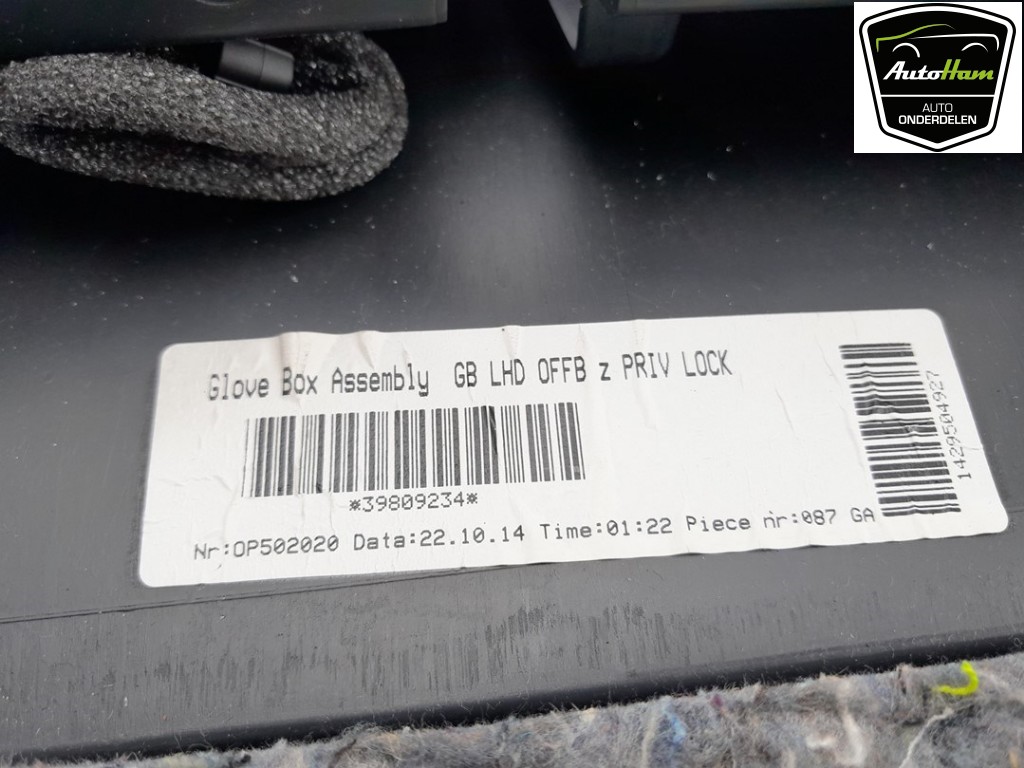 AutoHam
AUTO
ONDERDELEN
Glove Box Assembly GB LHD OFFB z PRIV LOCK
*39809234*
1429504927
Nr:OP502020 Data:22.10.14 Time:01:22 Piece nr:087 GA